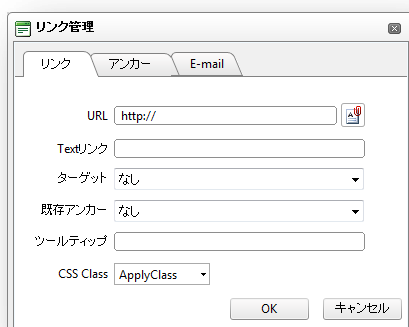 リンク管理
リンク アンカー E-mail
URL http://
Textリンク
ターゲット なし
既存アンカー なし
ツールティップ
CSS Class ApplyClass
OK キャンセル